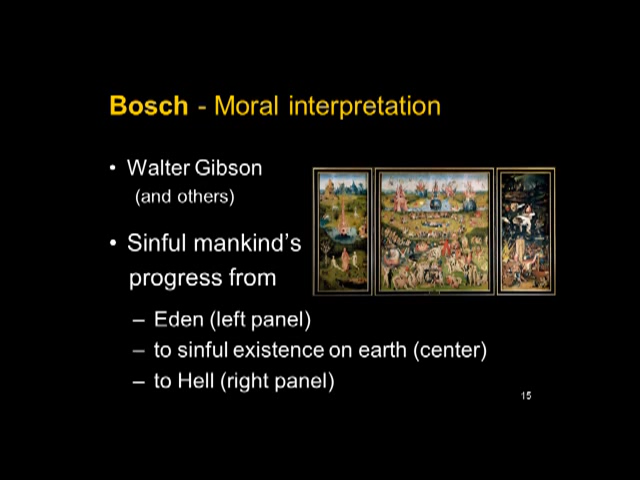 Bosch - Moral interpretation
• Walter Gibson
(and others)
• Sinful mankind's
progress from
– Eden (left panel)
– to sinful existence on earth (center)
– to Hell (right panel)
15